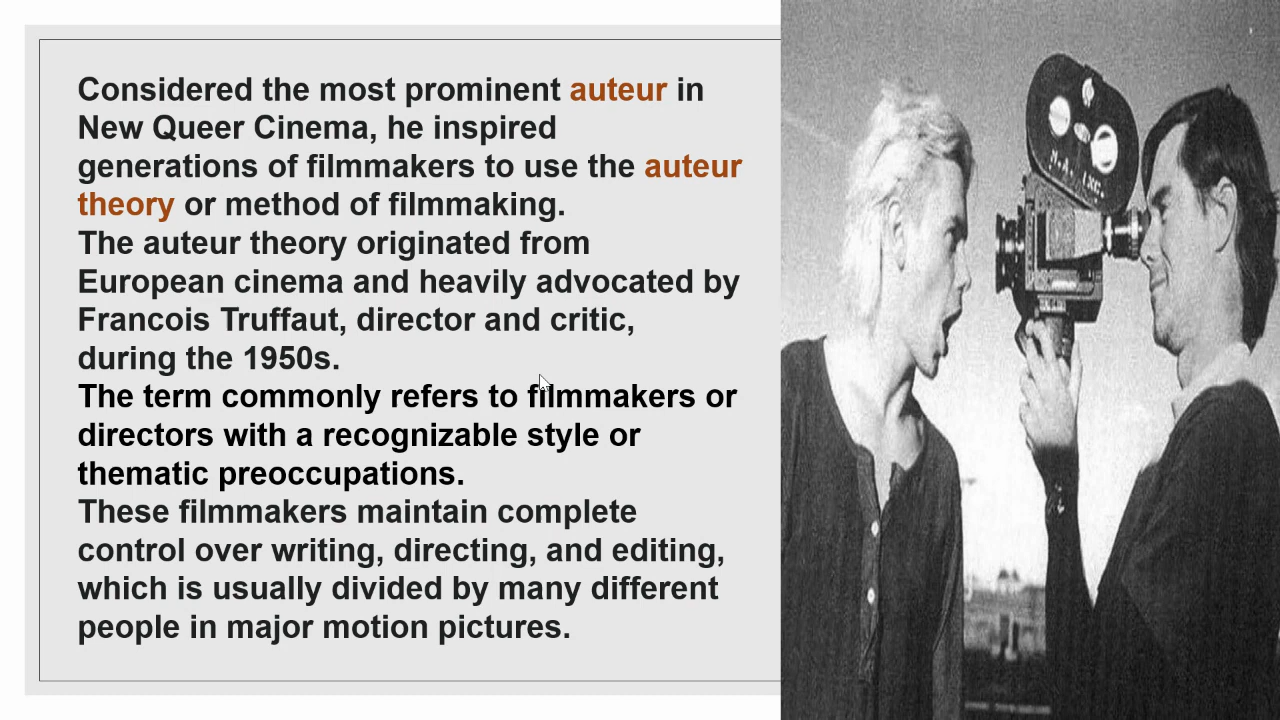 Considered the most prominent auteur in
New Queer Cinema, he inspired
generations of filmmakers to use the auteur
theory or method of filmmaking.
The auteur theory originated from
European cinema and heavily advocated by
Francois Truffaut, director and critic,
during the 1950s.
The term commonly refers to filmmakers or
directors with a recognizable style or
thematic preoccupations.
These filmmakers maintain complete
control over writing, directing, and editing,
which is usually divided by many different
people in major motion pictures.